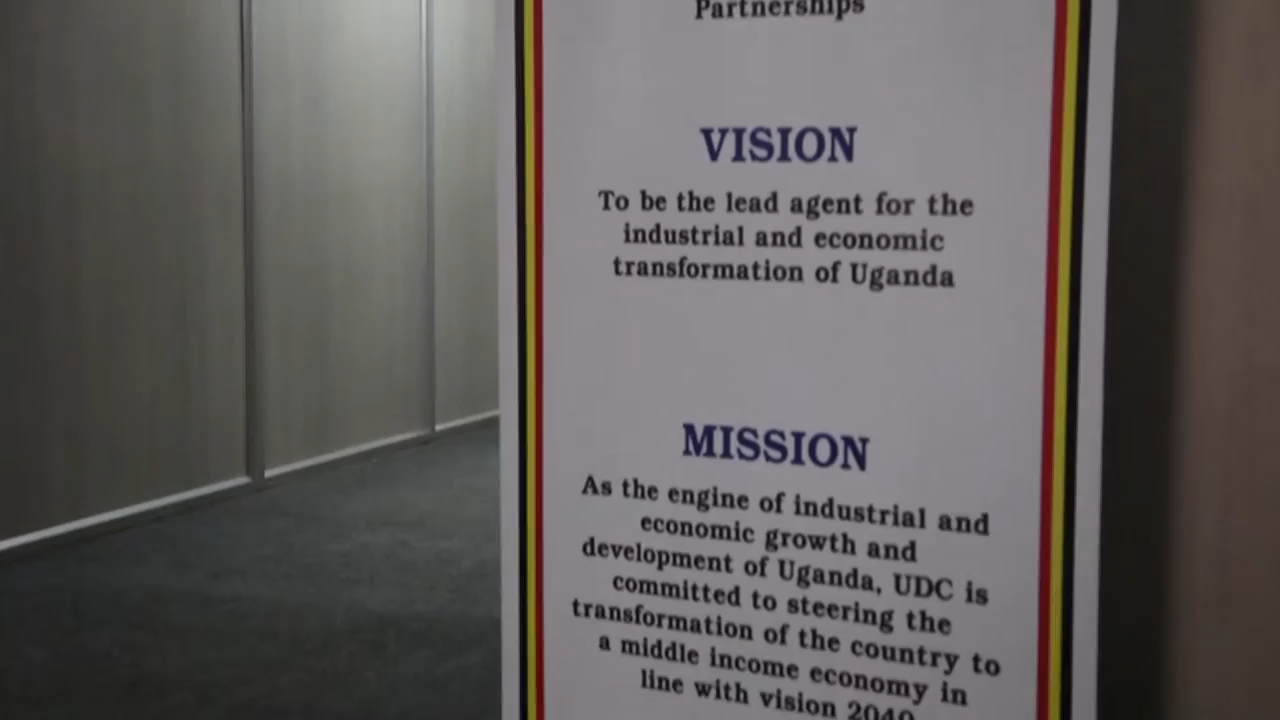 Partnerships
VISION
To be the lead agent for the
industrial and economic
transformation of Uganda
MISSION
As the engine of industrial and
economic growth and
development of Uganda, UDC is
committed to steering the
transformation of the country to
a middle income economy in
line with vision 2040